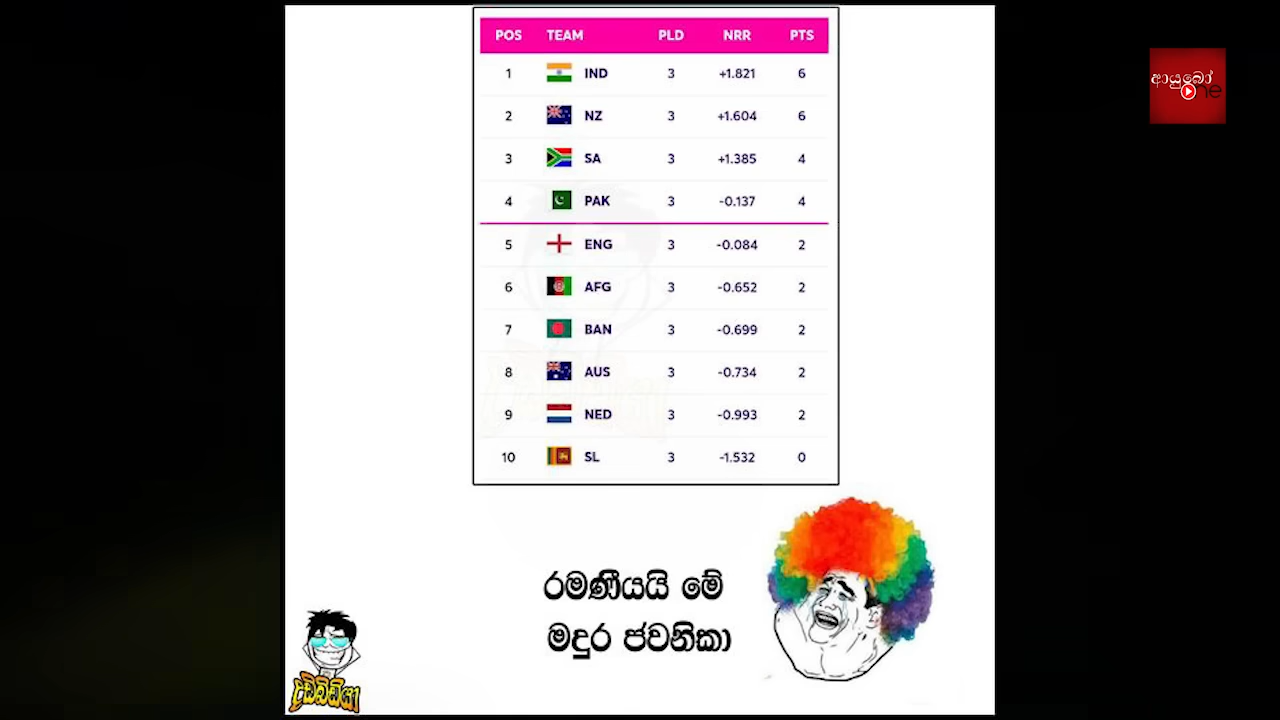 POS TEAM PLD NRR PTS
1 IND 3 +1.821 6
2 NZ 3 +1.604 6
3 SA 3 +1.385 4
4 PAK 3 -0.137 4
5 ENG 3 -0.084 2
6 AFG 3 -0.652 2
7 BAN 3 -0.699 2
8 AUS 3 -0.734 2
9 NED 3 -0.993 2
10 SL 3 -1.532 0
ආයුබෝ
ne
රමණීයයි මේ
මදුර ජවනිකා